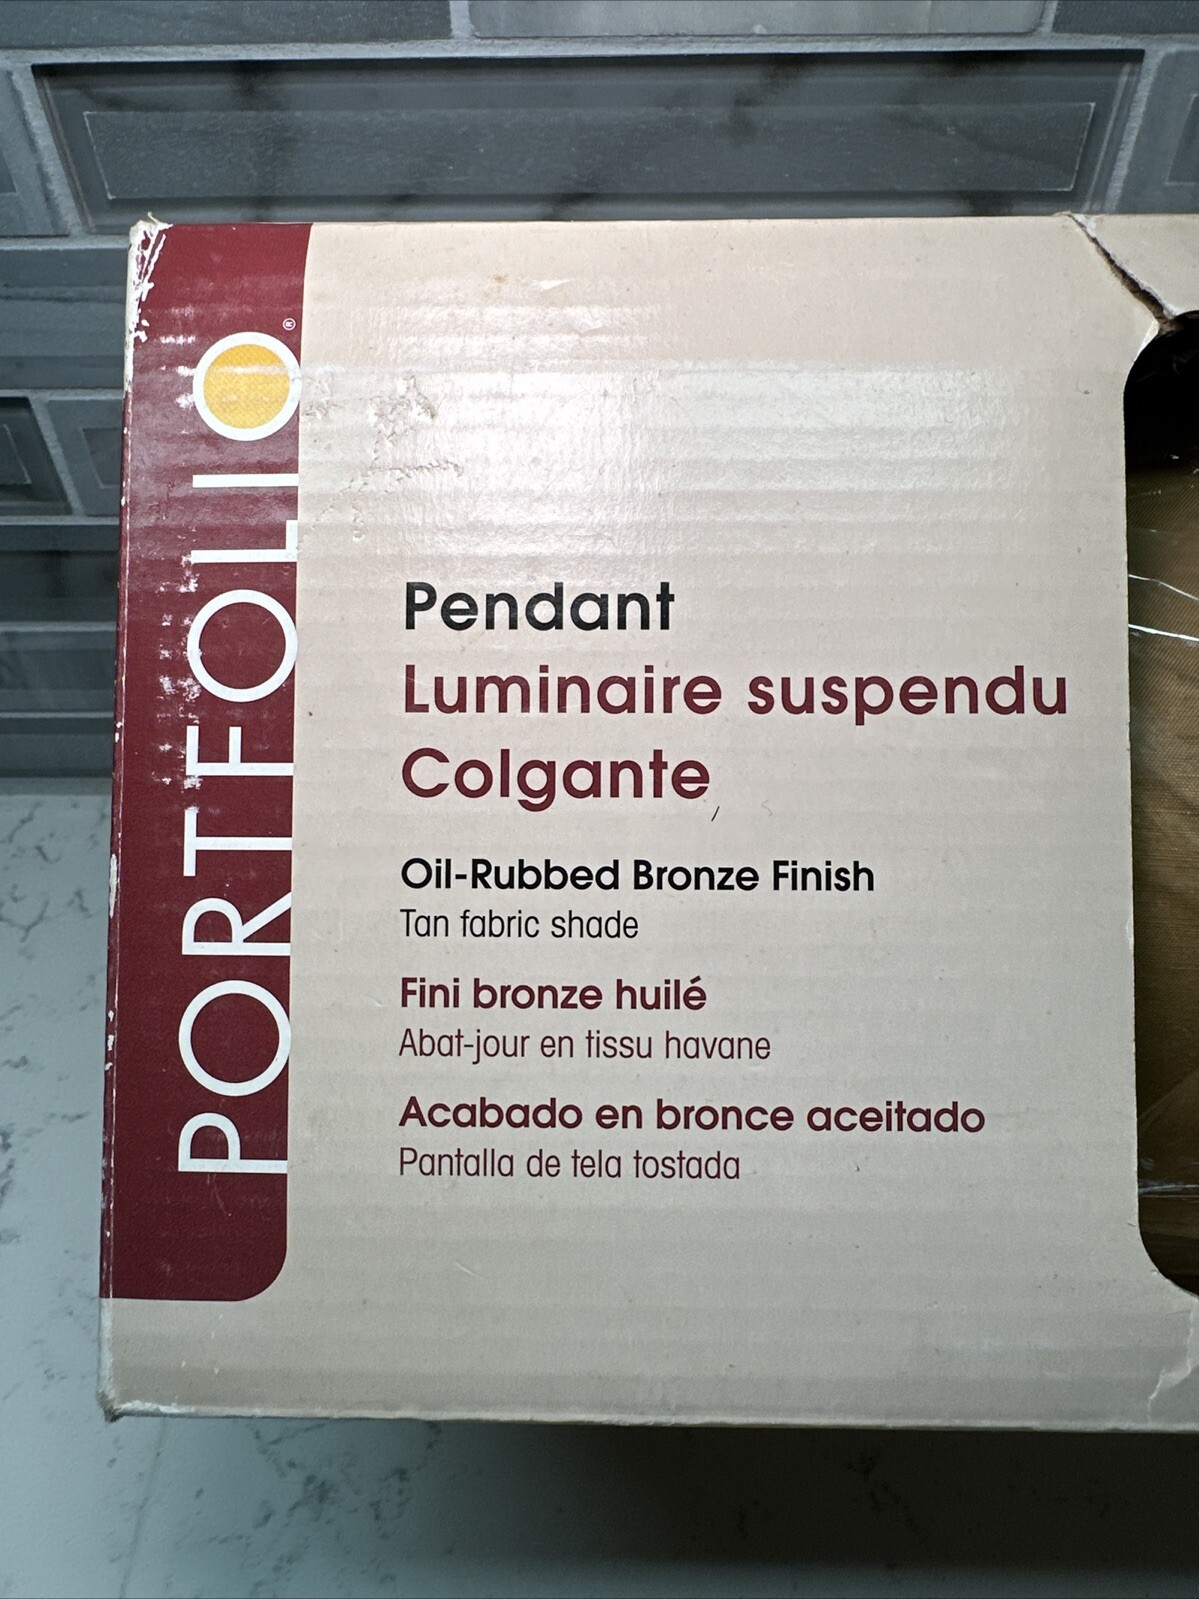 PORTFOLIO®
Pendant
Luminaire suspendu
Colgante
Oil-Rubbed Bronze Finish
Tan fabric shade
Fini bronze huilé
Abat-jour en tissu havane
Acabado en bronce aceitado
Pantalla de tela tostada